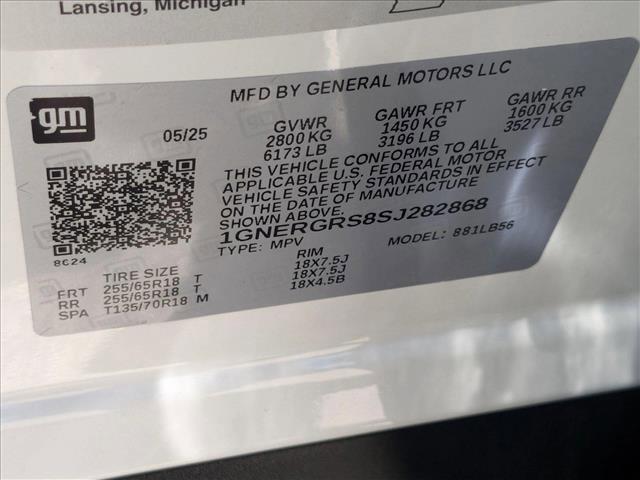 Lansing, Michigan
gm
MFD BY GENERAL MOTORS LLC
05/25 GVWR GAWR FRT GAWR RR
2800 KG 1450 KG 1600 KG
6173 LB 3196 LB 3527 LB
THIS VEHICLE CONFORMS TO ALL
APPLICABLE U.S. FEDERAL MOTOR
VEHICLE SAFETY STANDARDS IN EFFECT
ON THE DATE OF MANUFACTURE
SHOWN ABOVE.
1GNERGRS8SJ282868
TYPE: MPV MODEL: 881LB56
8C24
TIRE SIZE RIM
FRT 255/65R18 T 18X7.5J
RR 255/65R18 T 18X7.5J
SPA T135/70R18 M 18X4.5B